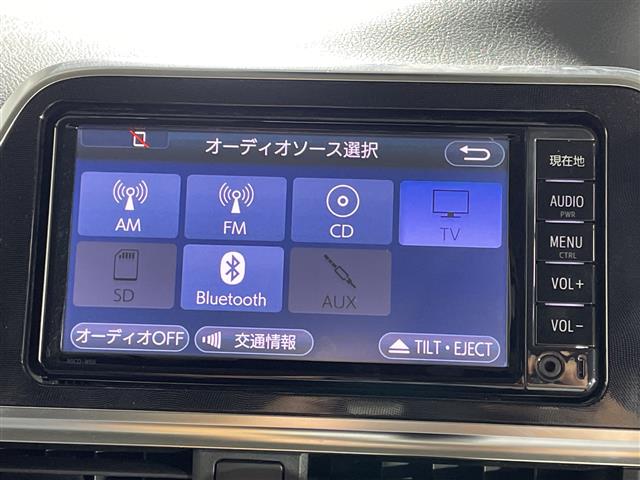 オーディオソース選択
AM
FM
CD
TV
SD
Bluetooth
AUX
オーディオOFF
交通情報
TILT・EJECT
現在地
AUDIO
PWR
MENU
CTRL
VOL+
VOL−